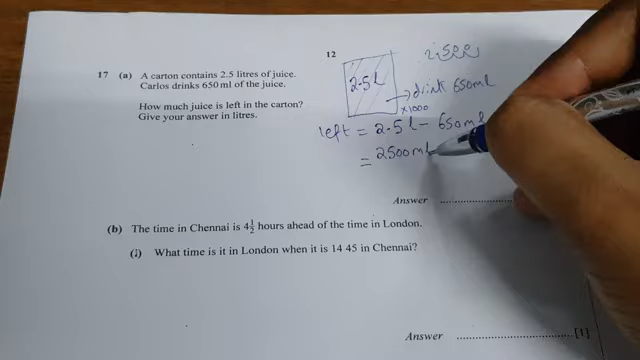 12
17 (a) A carton contains 2.5 litres of juice.
Carlos drinks 650 ml of the juice.
How much juice is left in the carton?
Give your answer in litres.
2.5 l
→ drink 650ml
×1000
left = 2.5l − 650ml
= 2500ml
Answer ..............
(b) The time in Chennai is 4½ hours ahead of the time in London.
(i) What time is it in London when it is 14 45 in Chennai?
Answer .................................... [1]